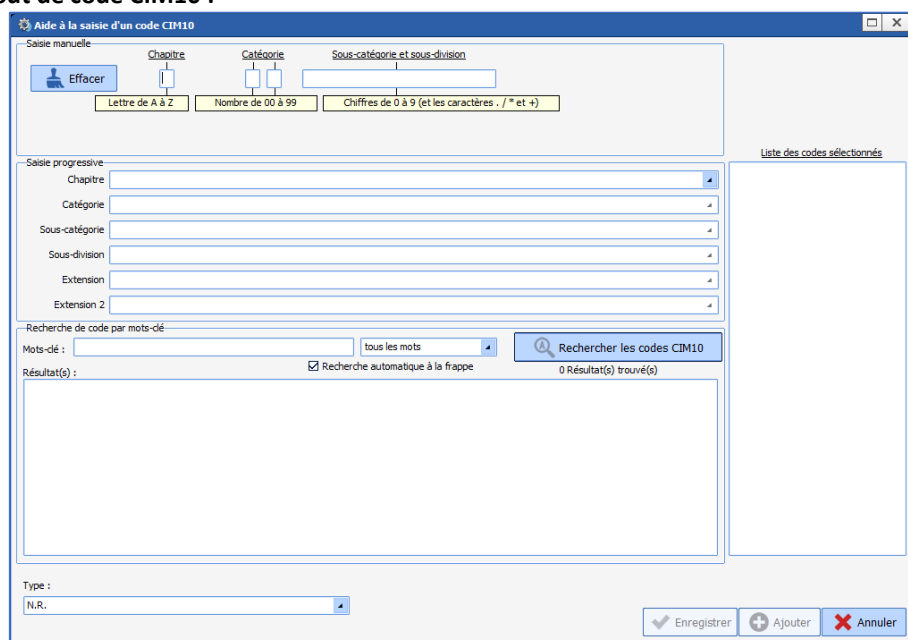 Aide à la saisie d'un code CIM10
Saisie manuelle
Chapitre Catégorie Sous-catégorie et sous-division
Effacer
Lettre de A à Z Nombre de 00 à 99 Chiffres de 0 à 9 (et les caractères . / * et +)
Liste des codes sélectionnés
Saisie progressive
Chapitre
Catégorie
Sous-catégorie
Sous-division
Extension
Extension 2
Recherche de code par mots-clé
Mots-clé : tous les mots Rechercher les codes CIM10
Recherche automatique à la frappe 0 Résultat(s) trouvé(s)
Résultat(s) :
Type :
N.R.
Enregistrer Ajouter Annuler